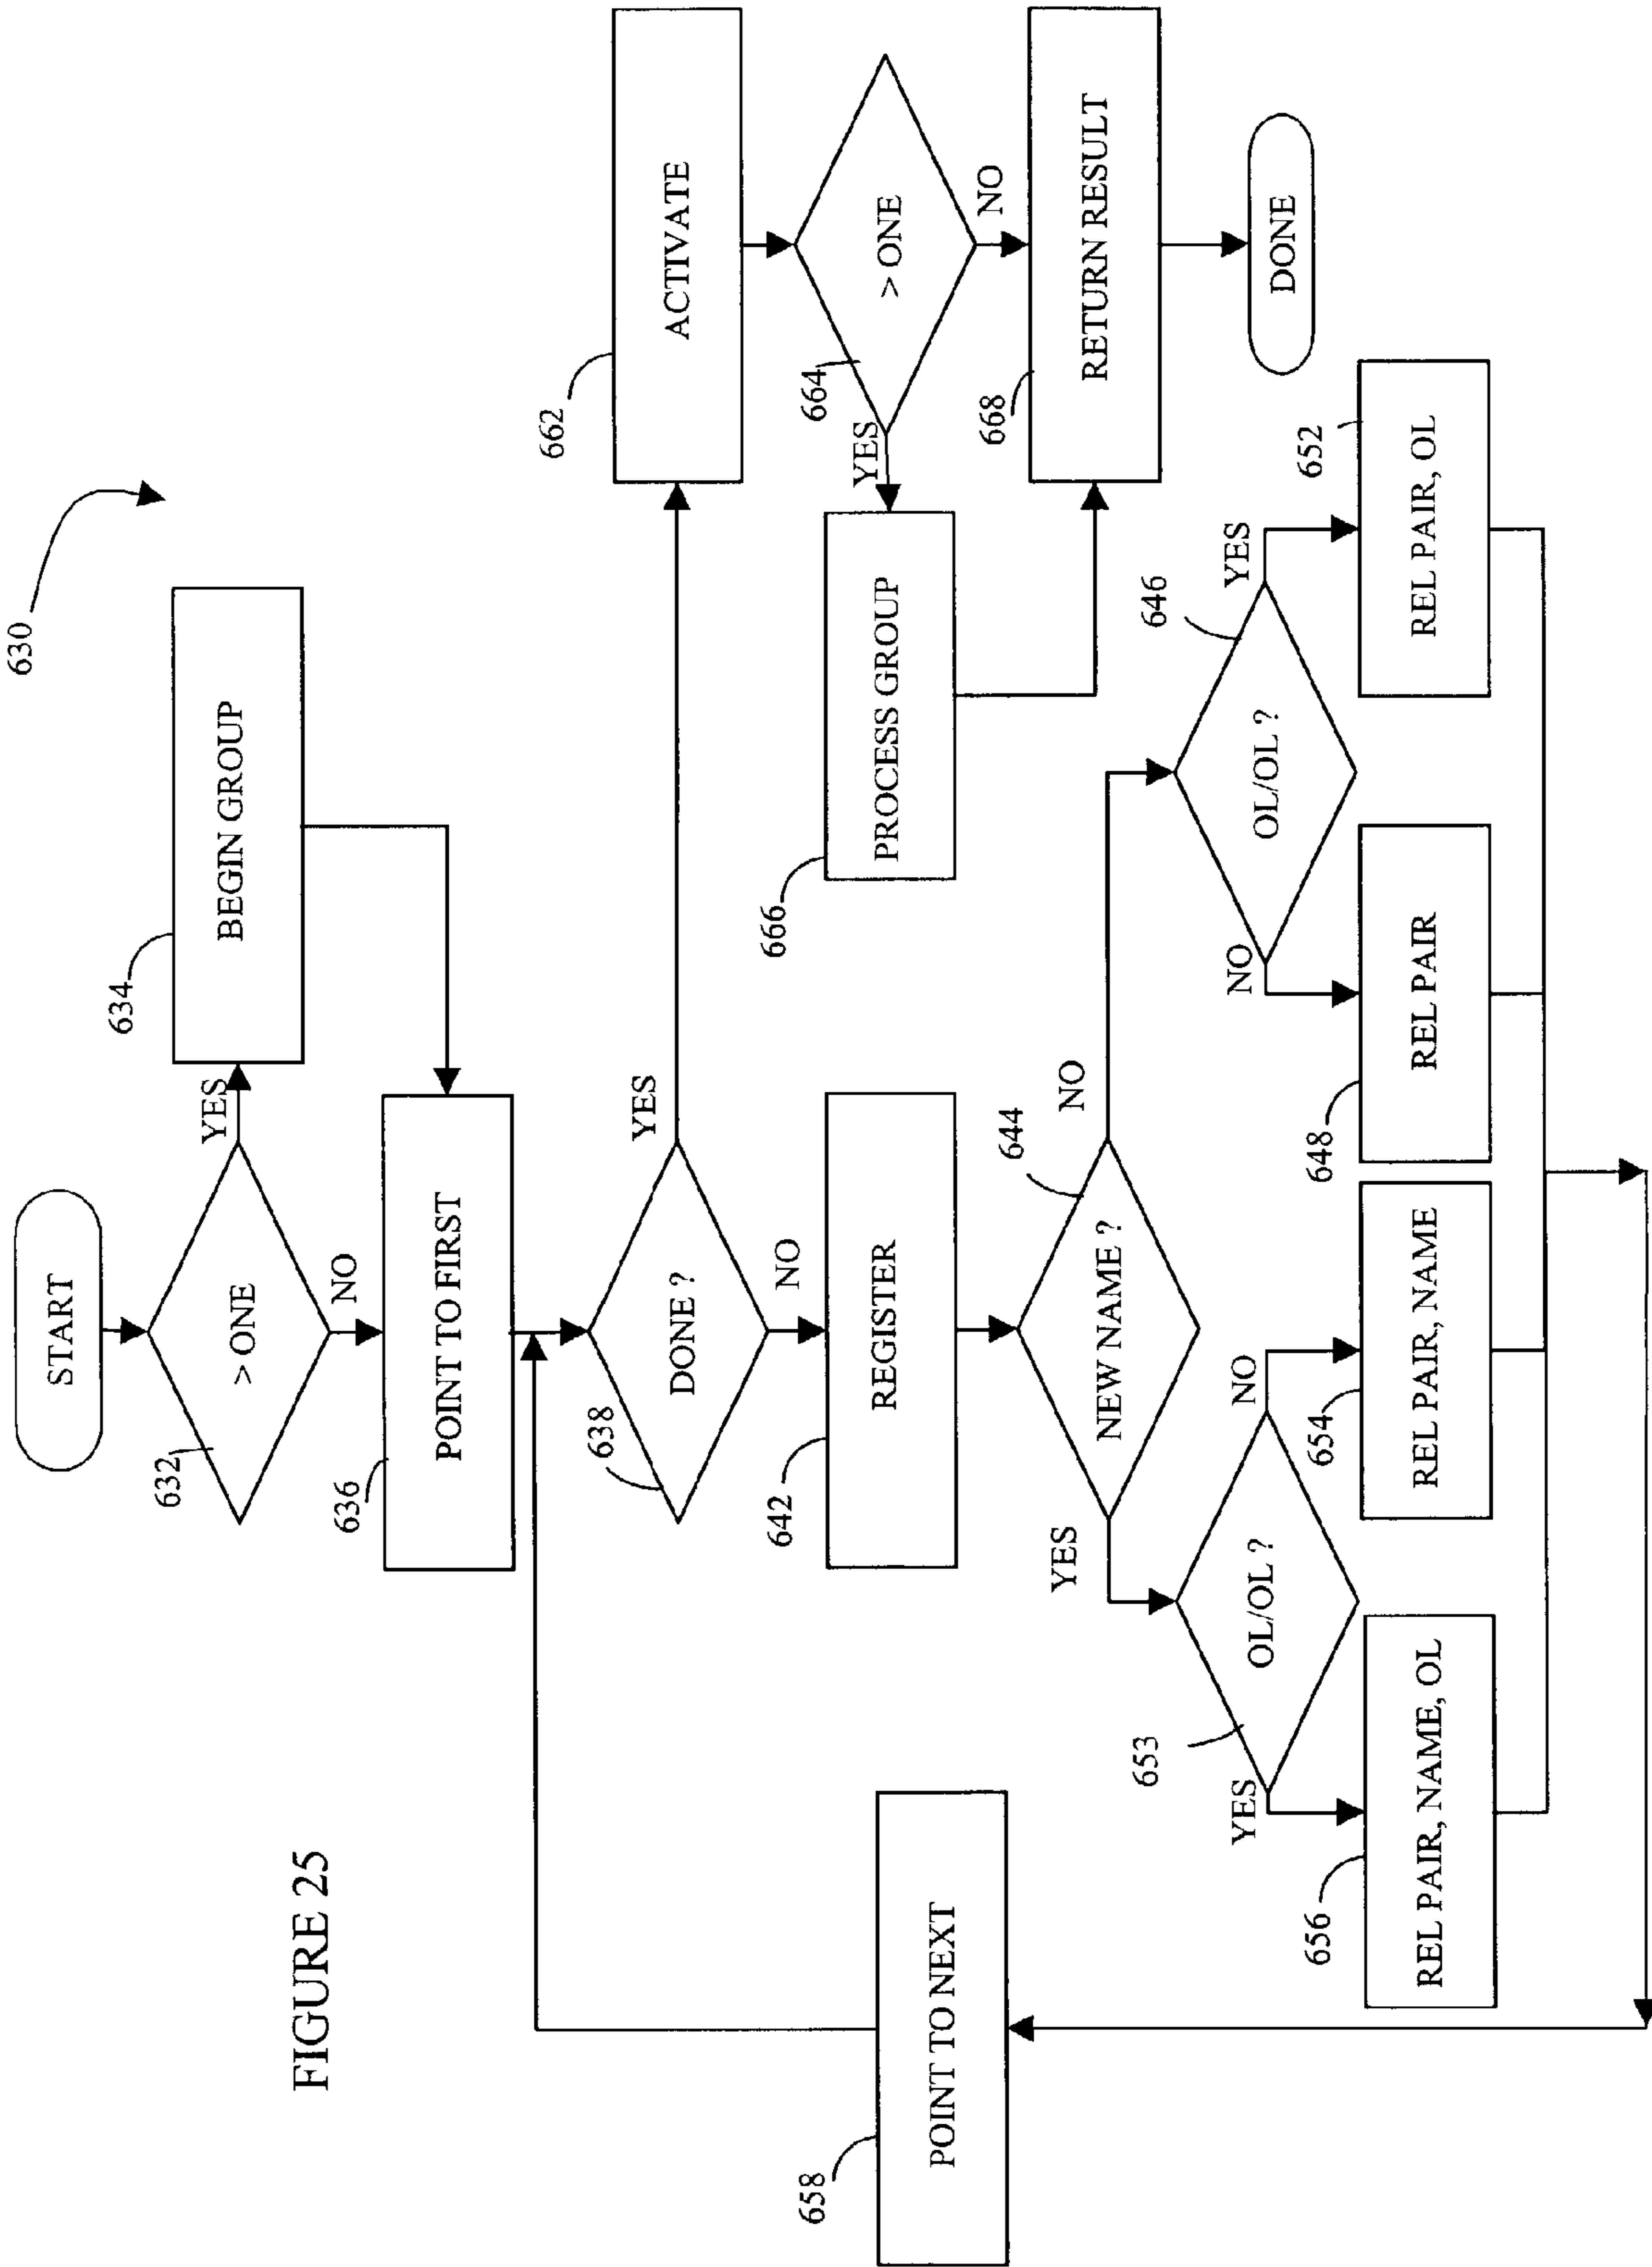 FIGURE 25
630
START
632
> ONE
YES
NO
634
BEGIN GROUP
636
POINT TO FIRST
638
DONE ?
YES
NO
642
REGISTER
644
NEW NAME ?
YES
NO
653
OL/OL ?
YES
NO
646
OL/OL ?
NO
YES
656
REL PAIR, NAME, OL
654
REL PAIR, NAME
648
REL PAIR
652
REL PAIR, OL
658
POINT TO NEXT
662
ACTIVATE
664
> ONE
YES
NO
666
PROCESS GROUP
668
RETURN RESULT
DONE